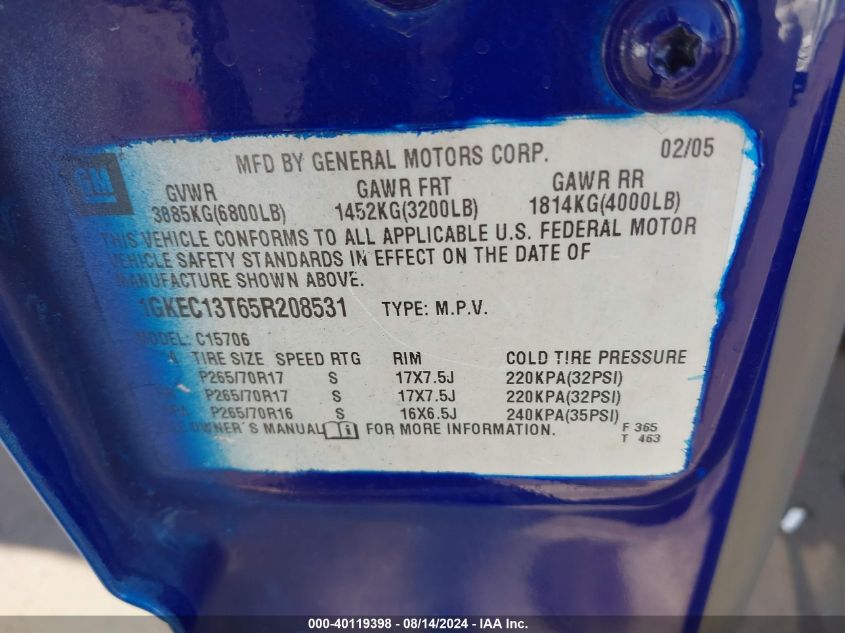 GM
MFD BY GENERAL MOTORS CORP. 02/05
GVWR GAWR FRT GAWR RR
3885KG(6800LB) 1452KG(3200LB) 1814KG(4000LB)
THIS VEHICLE CONFORMS TO ALL APPLICABLE U.S. FEDERAL MOTOR
VEHICLE SAFETY STANDARDS IN EFFECT ON THE DATE OF
MANUFACTURE SHOWN ABOVE.
1GKEC13T65R208531 TYPE: M.P.V.
MODEL: C15706
TIRE SIZE SPEED RTG RIM COLD TIRE PRESSURE
P265/70R17 S 17X7.5J 220KPA(32PSI)
P265/70R17 S 17X7.5J 220KPA(32PSI)
P265/70R16 S 16X6.5J 240KPA(35PSI)
OWNER'S MANUAL i FOR MORE INFORMATION.
F 365
T 463
000-40119398 - 08/14/2024 - IAA Inc.